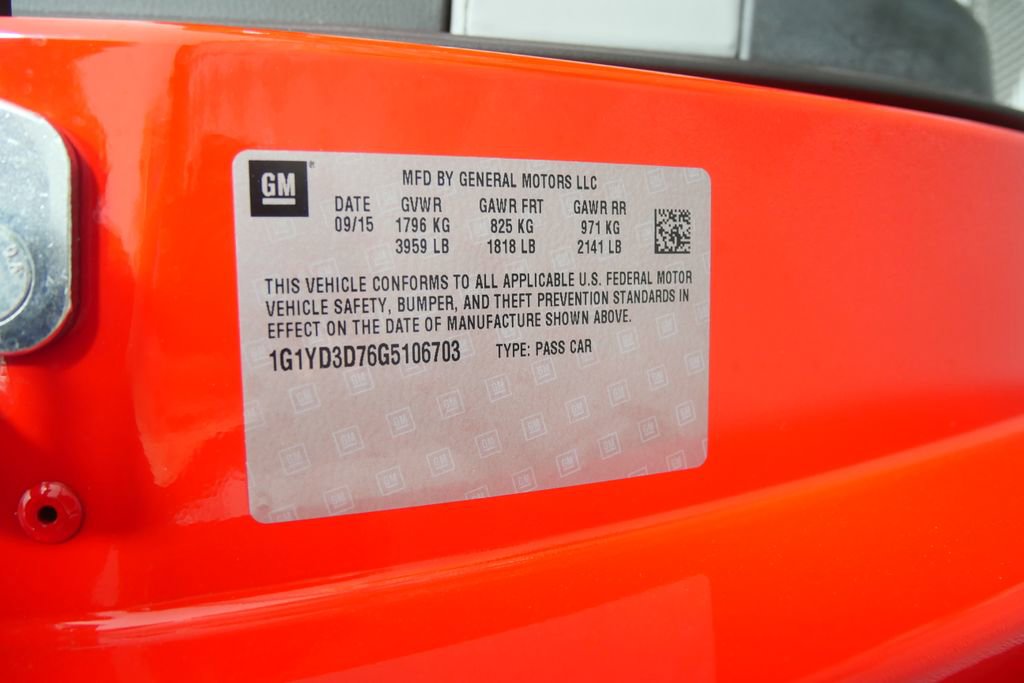 GM
MFD BY GENERAL MOTORS LLC
DATE GVWR GAWR FRT GAWR RR
09/15 1796 KG 825 KG 971 KG
3959 LB 1818 LB 2141 LB
THIS VEHICLE CONFORMS TO ALL APPLICABLE U.S. FEDERAL MOTOR
VEHICLE SAFETY, BUMPER, AND THEFT PREVENTION STANDARDS IN
EFFECT ON THE DATE OF MANUFACTURE SHOWN ABOVE.
1G1YD3D76G5106703 TYPE: PASS CAR